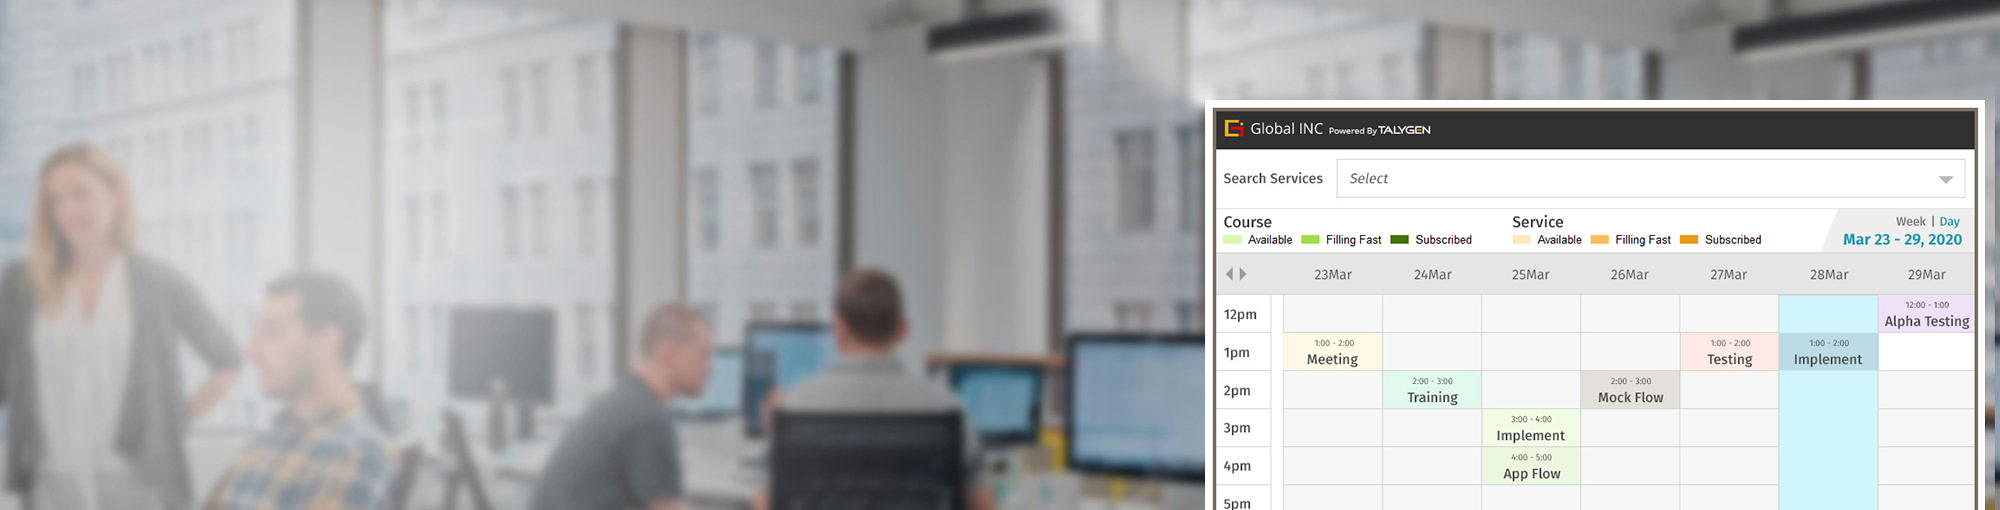 Global INC Powered By TALYGEN
Search Services Select
Course Service Week | Day
Available Filling Fast Subscribed Available Filling Fast Subscribed Mar 23 - 29, 2020
23Mar 24Mar 25Mar 26Mar 27Mar 28Mar 29Mar
12pm 12:00 - 1:00
Alpha Testing
1pm 1:00 - 2:00 1:00 - 2:00 1:00 - 2:00
Meeting Testing Implement
2pm 2:00 - 3:00 2:00 - 3:00
Training Mock Flow
3pm 3:00 - 4:00
Implement
4pm 4:00 - 5:00
App Flow
5pm